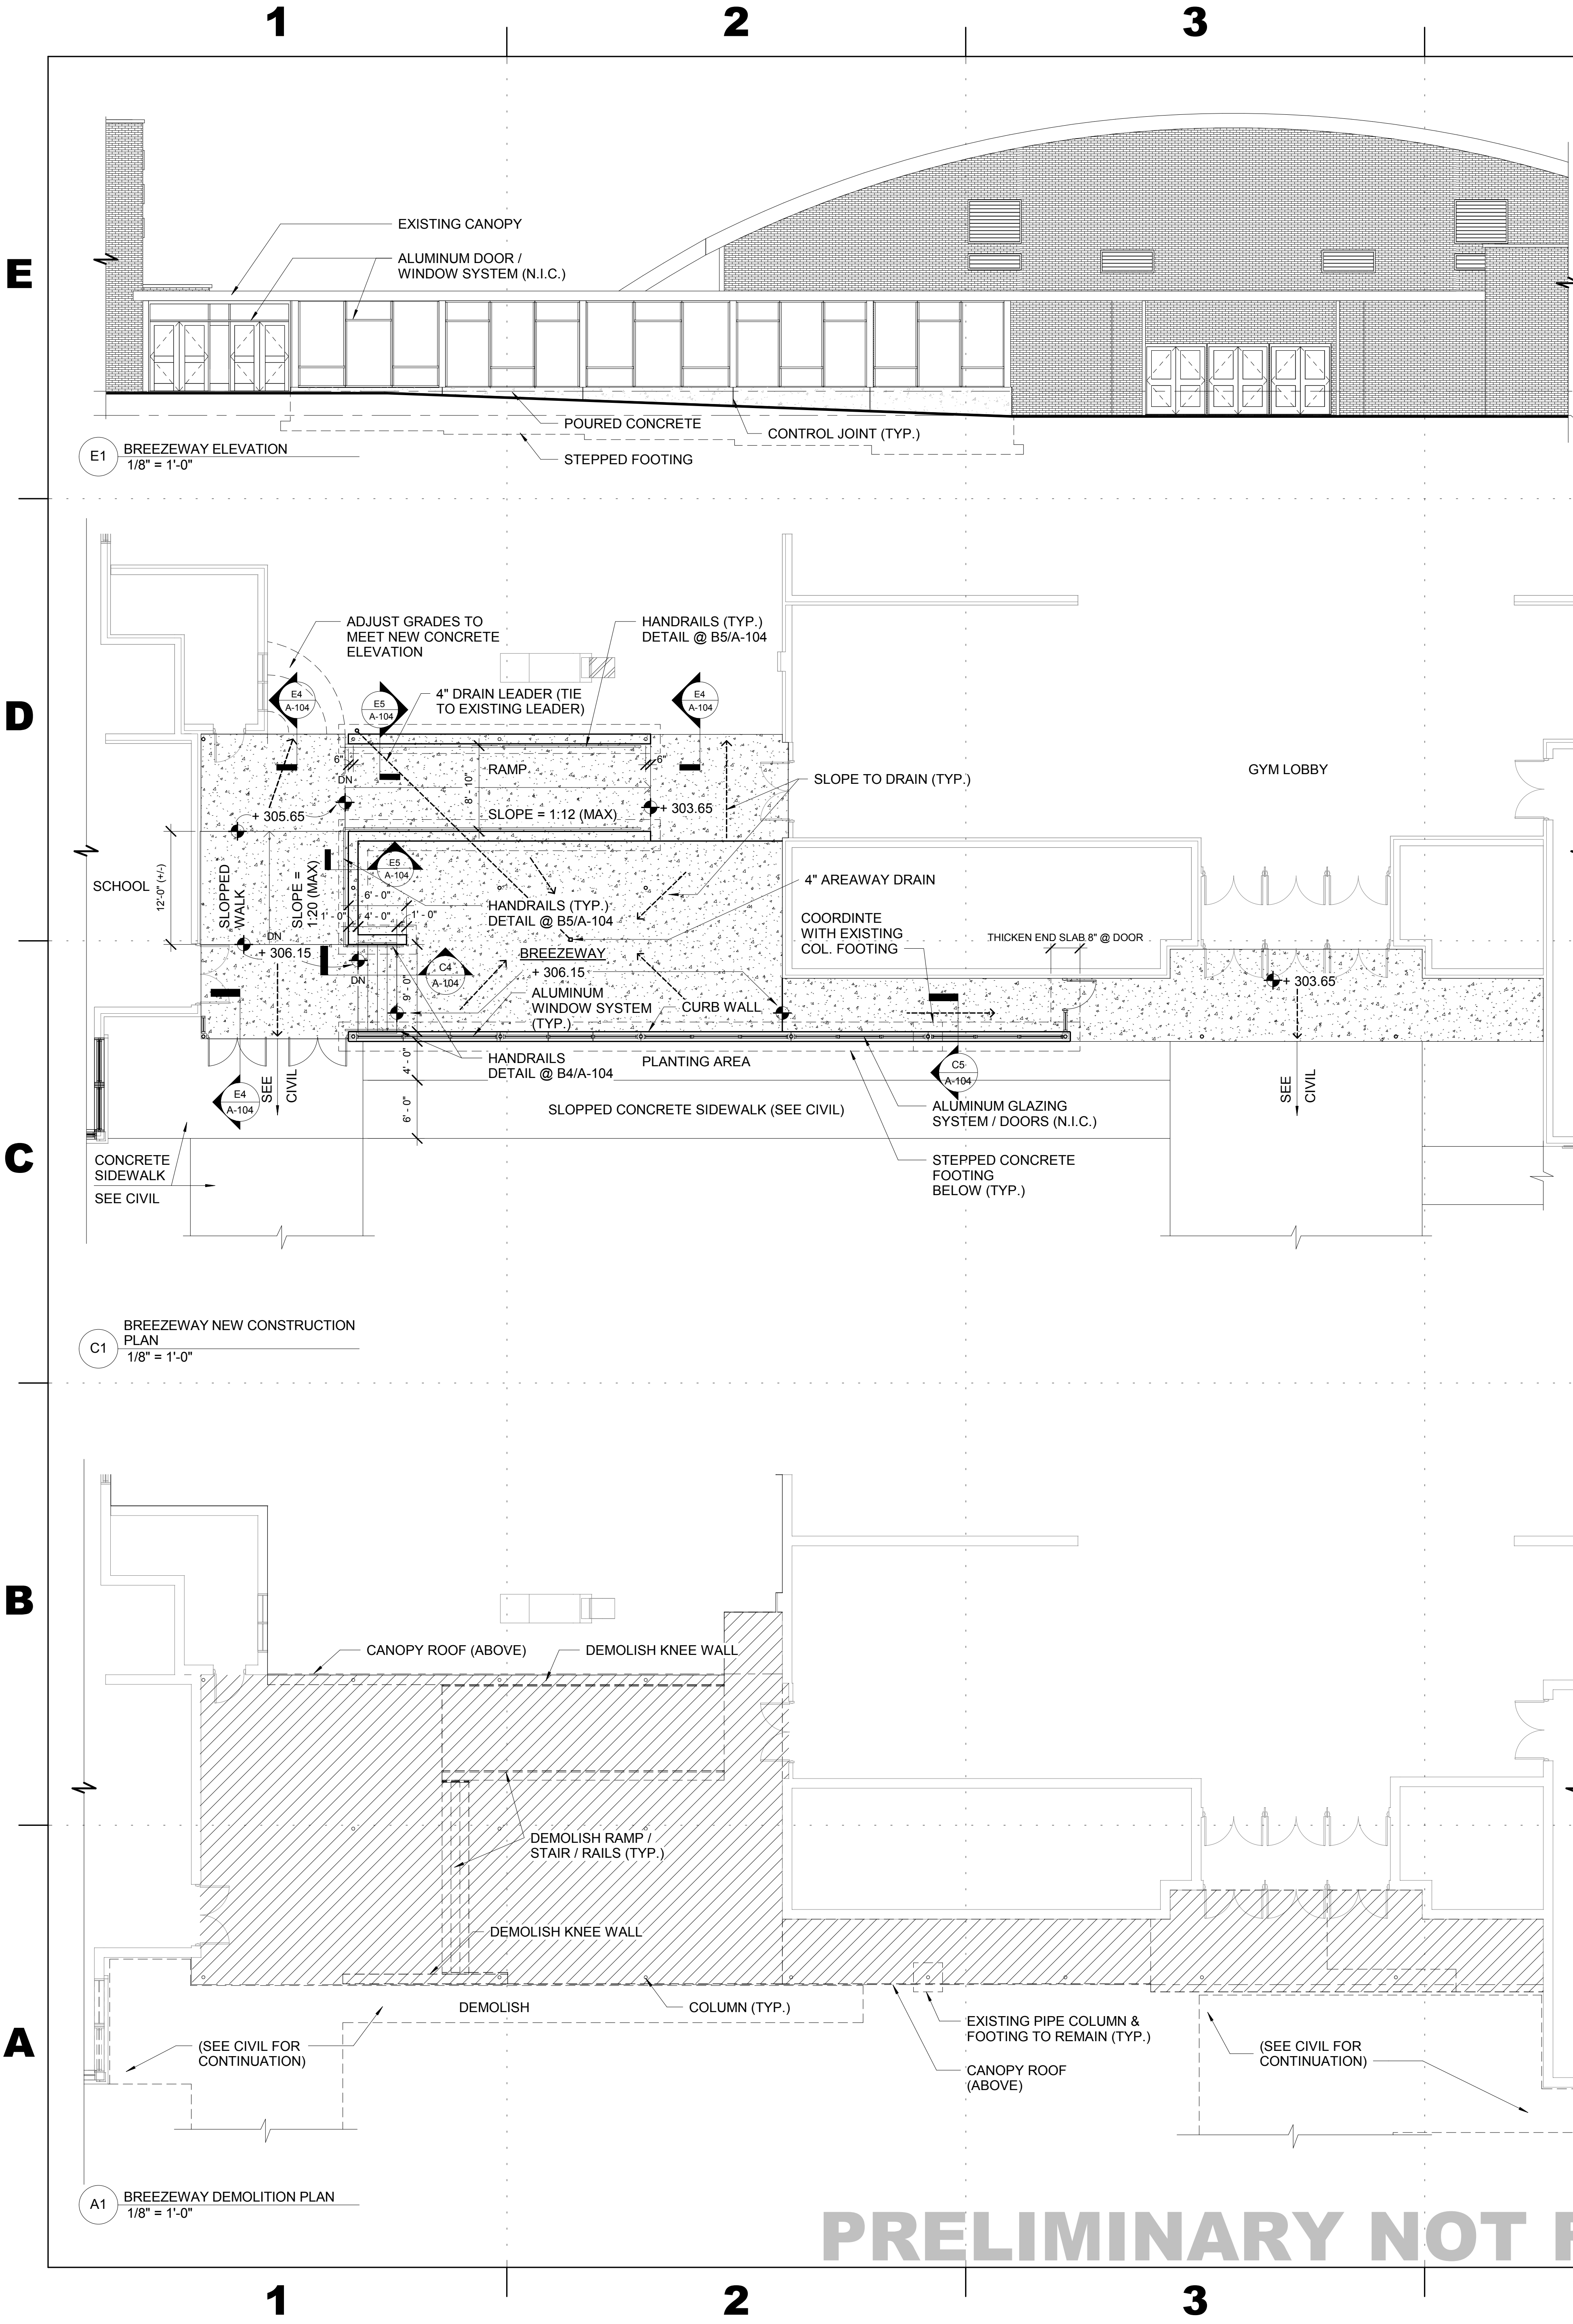 1
2
3
E
EXISTING CANOPY
ALUMINUM DOOR /
WINDOW SYSTEM (N.I.C.)
POURED CONCRETE
CONTROL JOINT (TYP.)
STEPPED FOOTING
E1
BREEZEWAY ELEVATION
1/8" = 1'-0"
D
ADJUST GRADES TO
MEET NEW CONCRETE
ELEVATION
HANDRAILS (TYP.)
DETAIL @ B5/A-104
E4
A-104
E5
A-104
4" DRAIN LEADER (TIE
TO EXISTING LEADER)
E4
A-104
6"
DN
RAMP
8' - 10"
6"
SLOPE TO DRAIN (TYP.)
GYM LOBBY
+ 305.65
SLOPE = 1:12 (MAX)
+ 303.65
SCHOOL
12'-0" (+/-)
SLOPPED
WALK
SLOPE =
1:20 (MAX)
E5
A-104
6' - 0"
1' - 0"
4' - 0"
1' - 0"
HANDRAILS (TYP.)
DETAIL @ B5/A-104
4" AREAWAY DRAIN
COORDINTE
WITH EXISTING
COL. FOOTING
THICKEN END SLAB 8" @ DOOR
DN
+ 306.15
DN
BREEZEWAY
+ 306.15
C4
A-104
9' - 0"
ALUMINUM
WINDOW SYSTEM
(TYP.)
CURB WALL
+ 303.65
HANDRAILS
DETAIL @ B4/A-104
PLANTING AREA
4' - 0"
6' - 0"
C5
A-104
E4
A-104
SEE
CIVIL
SEE
CIVIL
SLOPPED CONCRETE SIDEWALK (SEE CIVIL)
ALUMINUM GLAZING
SYSTEM / DOORS (N.I.C.)
C
CONCRETE
SIDEWALK
SEE CIVIL
STEPPED CONCRETE
FOOTING
BELOW (TYP.)
C1
BREEZEWAY NEW CONSTRUCTION
PLAN
1/8" = 1'-0"
B
CANOPY ROOF (ABOVE)
DEMOLISH KNEE WALL
DEMOLISH RAMP /
STAIR / RAILS (TYP.)
DEMOLISH KNEE WALL
DEMOLISH
COLUMN (TYP.)
EXISTING PIPE COLUMN &
FOOTING TO REMAIN (TYP.)
A
(SEE CIVIL FOR
CONTINUATION)
(SEE CIVIL FOR
CONTINUATION)
CANOPY ROOF
(ABOVE)
A1
BREEZEWAY DEMOLITION PLAN
1/8" = 1'-0"
PRELIMINARY NOT
1
2
3